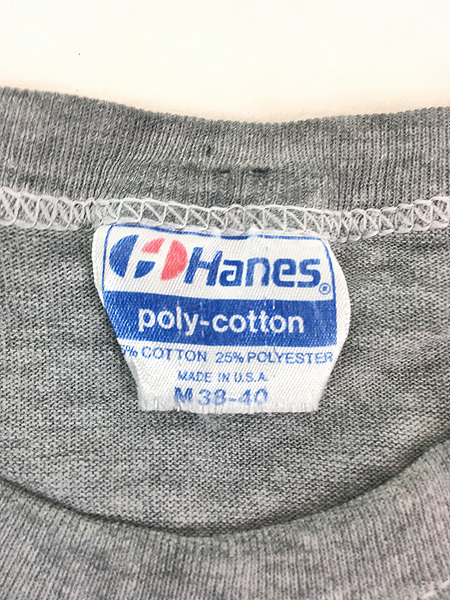 Hanes®
poly-cotton
% COTTON 25% POLYESTER
MADE IN U.S.A.
M 38-40